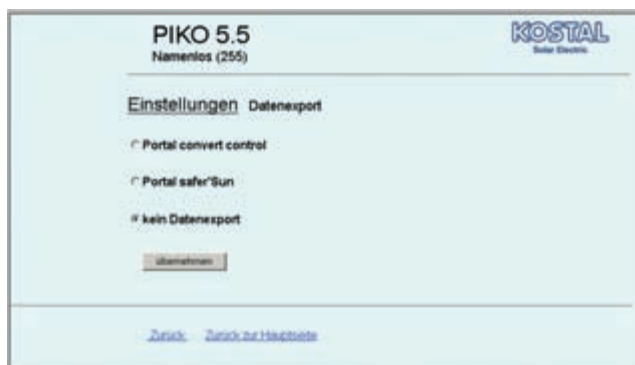 PIKO 5.5
KOSTAL
Namenlos (255)
Solar Electric
Einstellungen Datenexport
Portal convert control
Portal safer'Sun
kein Datenexport
übernehmen
Zurück Zurück zur Hauptseite